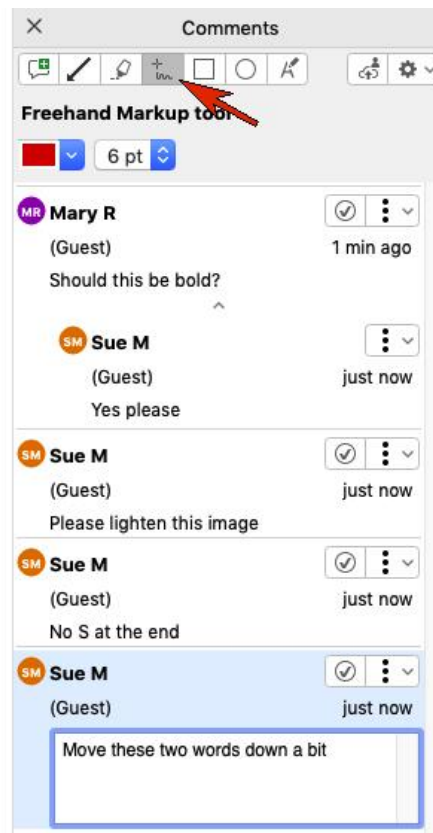 Comments
Freehand Markup tool
6 pt
MR Mary R
(Guest) 1 min ago
Should this be bold?
SM Sue M
(Guest) just now
Yes please
SM Sue M
(Guest) just now
Please lighten this image
SM Sue M
(Guest) just now
No S at the end
SM Sue M
(Guest) just now
Move these two words down a bit